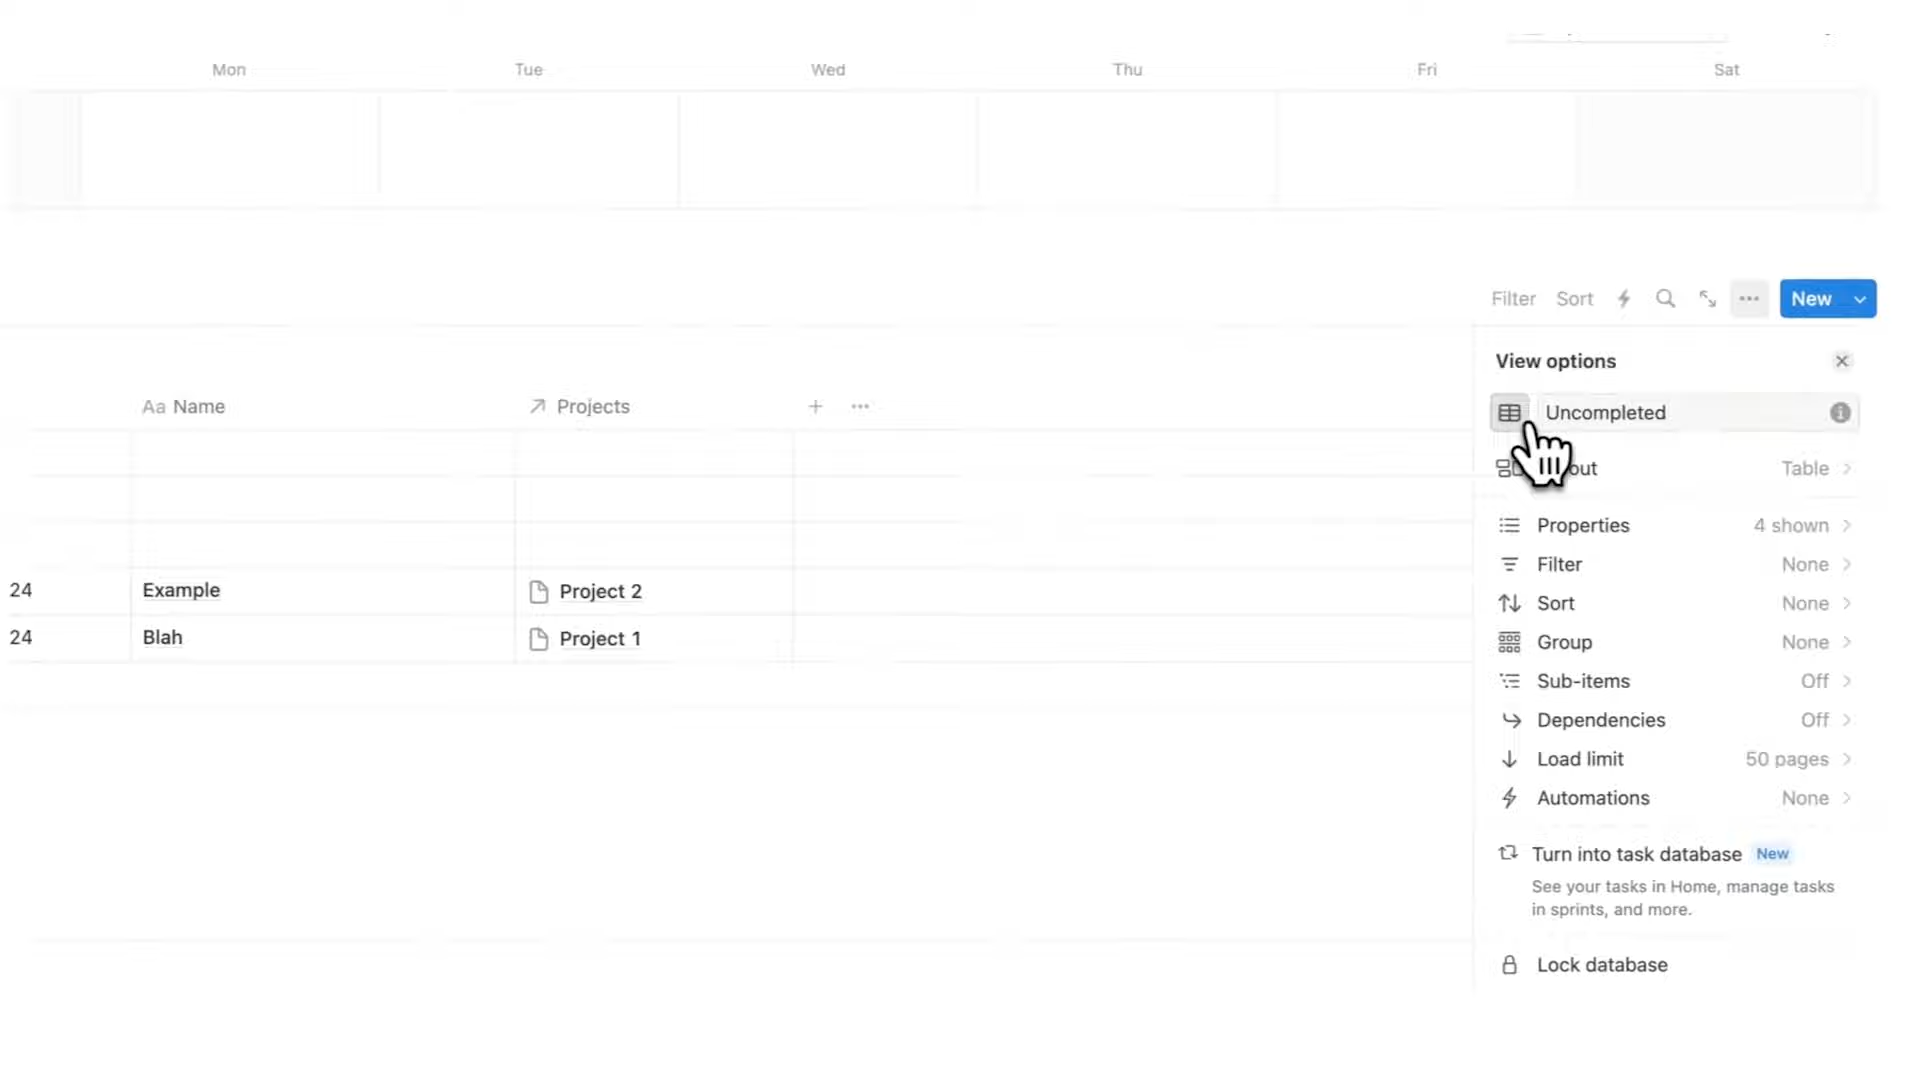 Mon Tue Wed Thu Fri Sat
Filter Sort New
View options
Uncompleted
Aa Name Projects
out Table
Properties 4 shown
Filter None
24 Example Project 2
Sort None
24 Blah Project 1
Group None
Sub-items Off
Dependencies Off
Load limit 50 pages
Automations None
Turn into task database New
See your tasks in Home, manage tasks
in sprints, and more.
Lock database